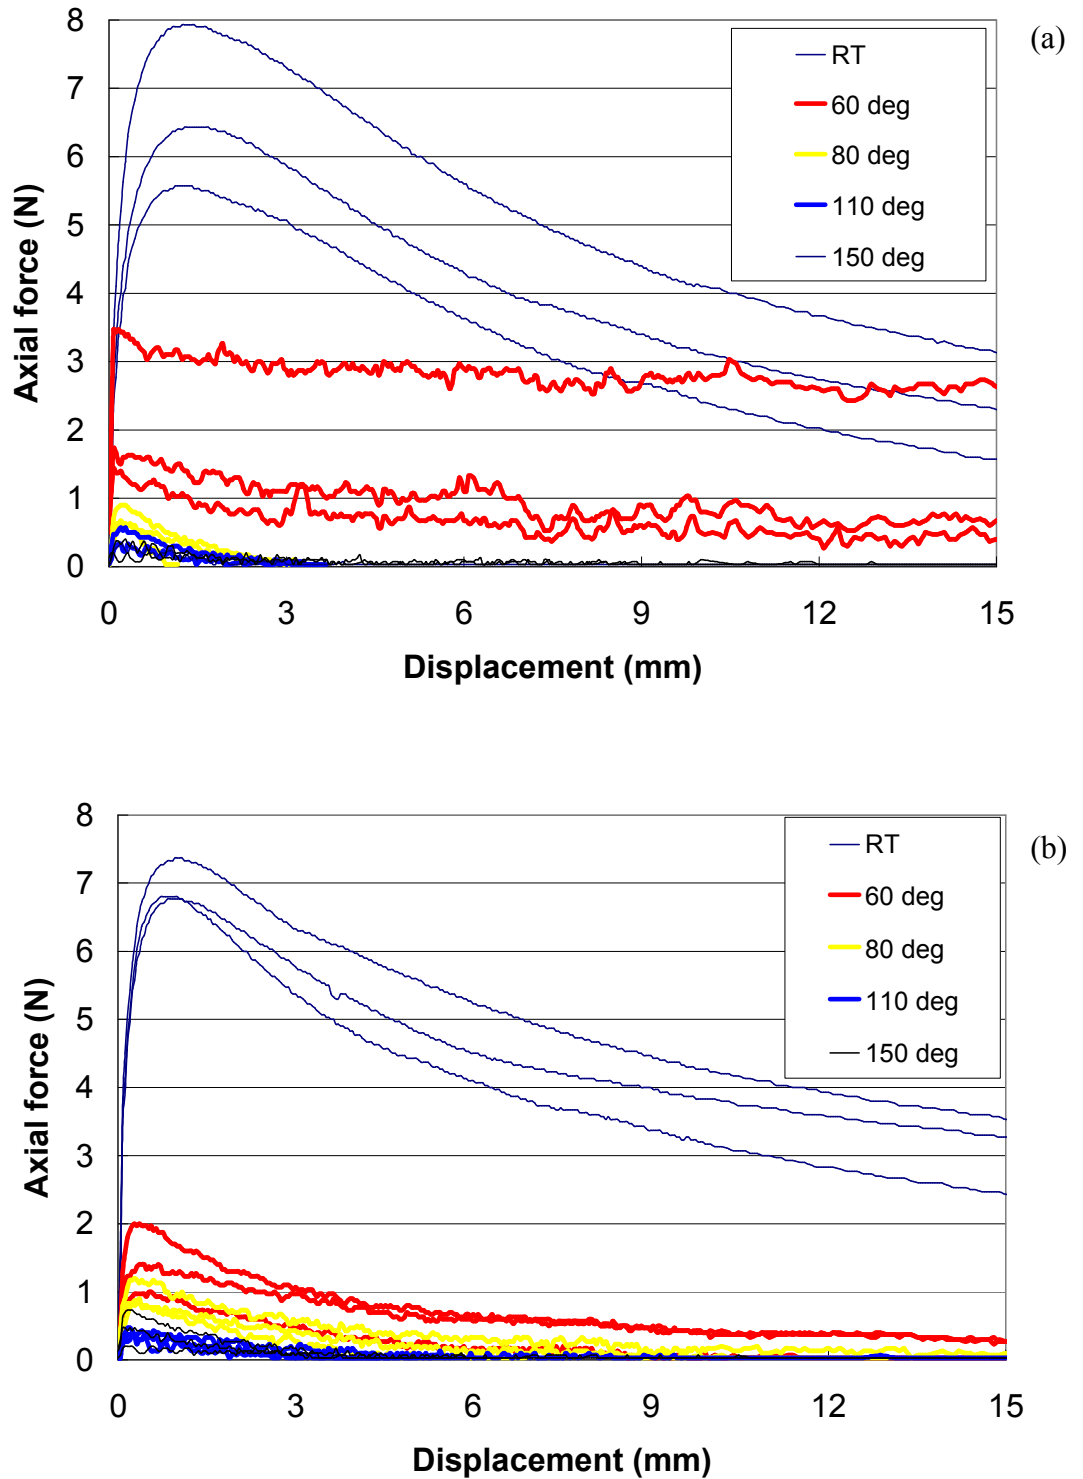 (a)
8
7
6
5
4
3
2
1
0
Axial force (N)
RT
60 deg
80 deg
110 deg
150 deg
0 3 6 9 12 15
Displacement (mm)
(b)
8
7
6
5
4
3
2
1
0
Axial force (N)
RT
60 deg
80 deg
110 deg
150 deg
0 3 6 9 12 15
Displacement (mm)